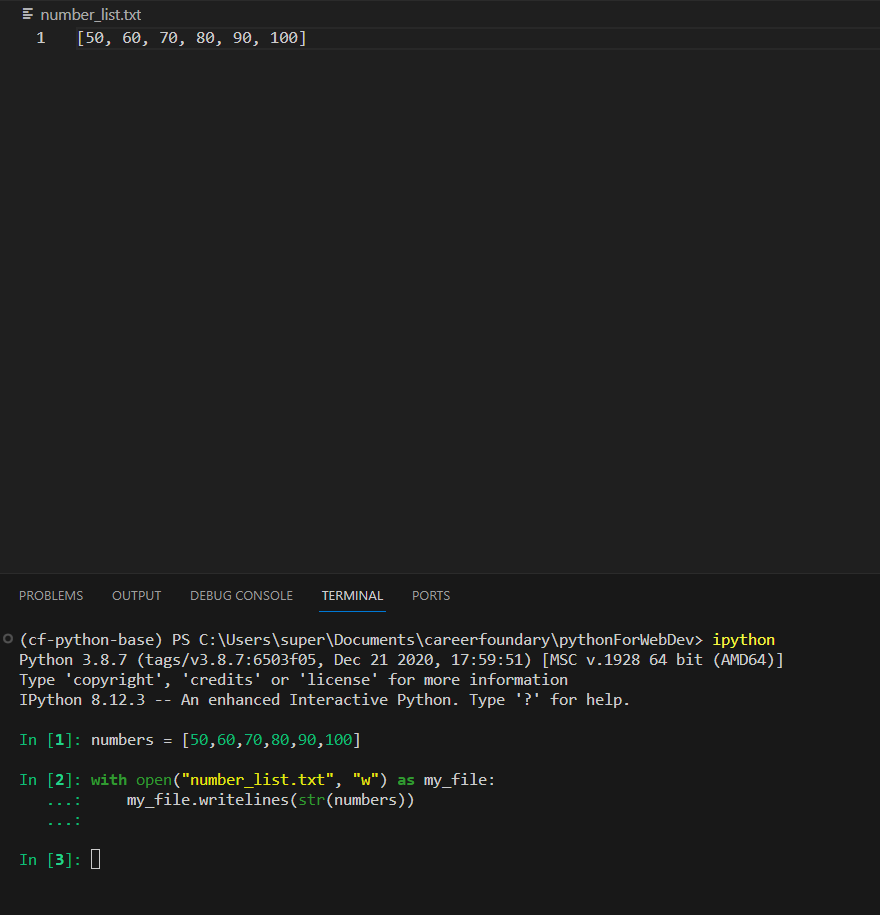 number_list.txt
1 [50, 60, 70, 80, 90, 100]
PROBLEMS OUTPUT DEBUG CONSOLE TERMINAL PORTS
(cf-python-base) PS C:\Users\super\Documents\careerfoundary\pythonForWebDev> ipython
Python 3.8.7 (tags/v3.8.7:6503f05, Dec 21 2020, 17:59:51) [MSC v.1928 64 bit (AMD64)]
Type 'copyright', 'credits' or 'license' for more information
IPython 8.12.3 -- An enhanced Interactive Python. Type '?' for help.
In [1]: numbers = [50,60,70,80,90,100]
In [2]: with open("number_list.txt", "w") as my_file:
   ...:     my_file.writelines(str(numbers))
   ...:
In [3]: